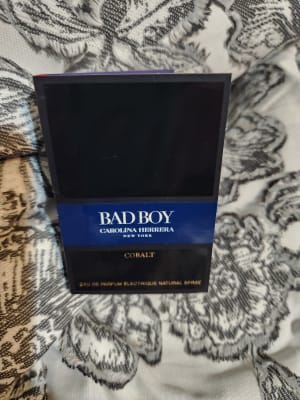 BAD BOY
CAROLINA HERRERA
NEW YORK
COBALT
EAU DE PARFUM ÉLECTRIQUE NATURAL SPRAY